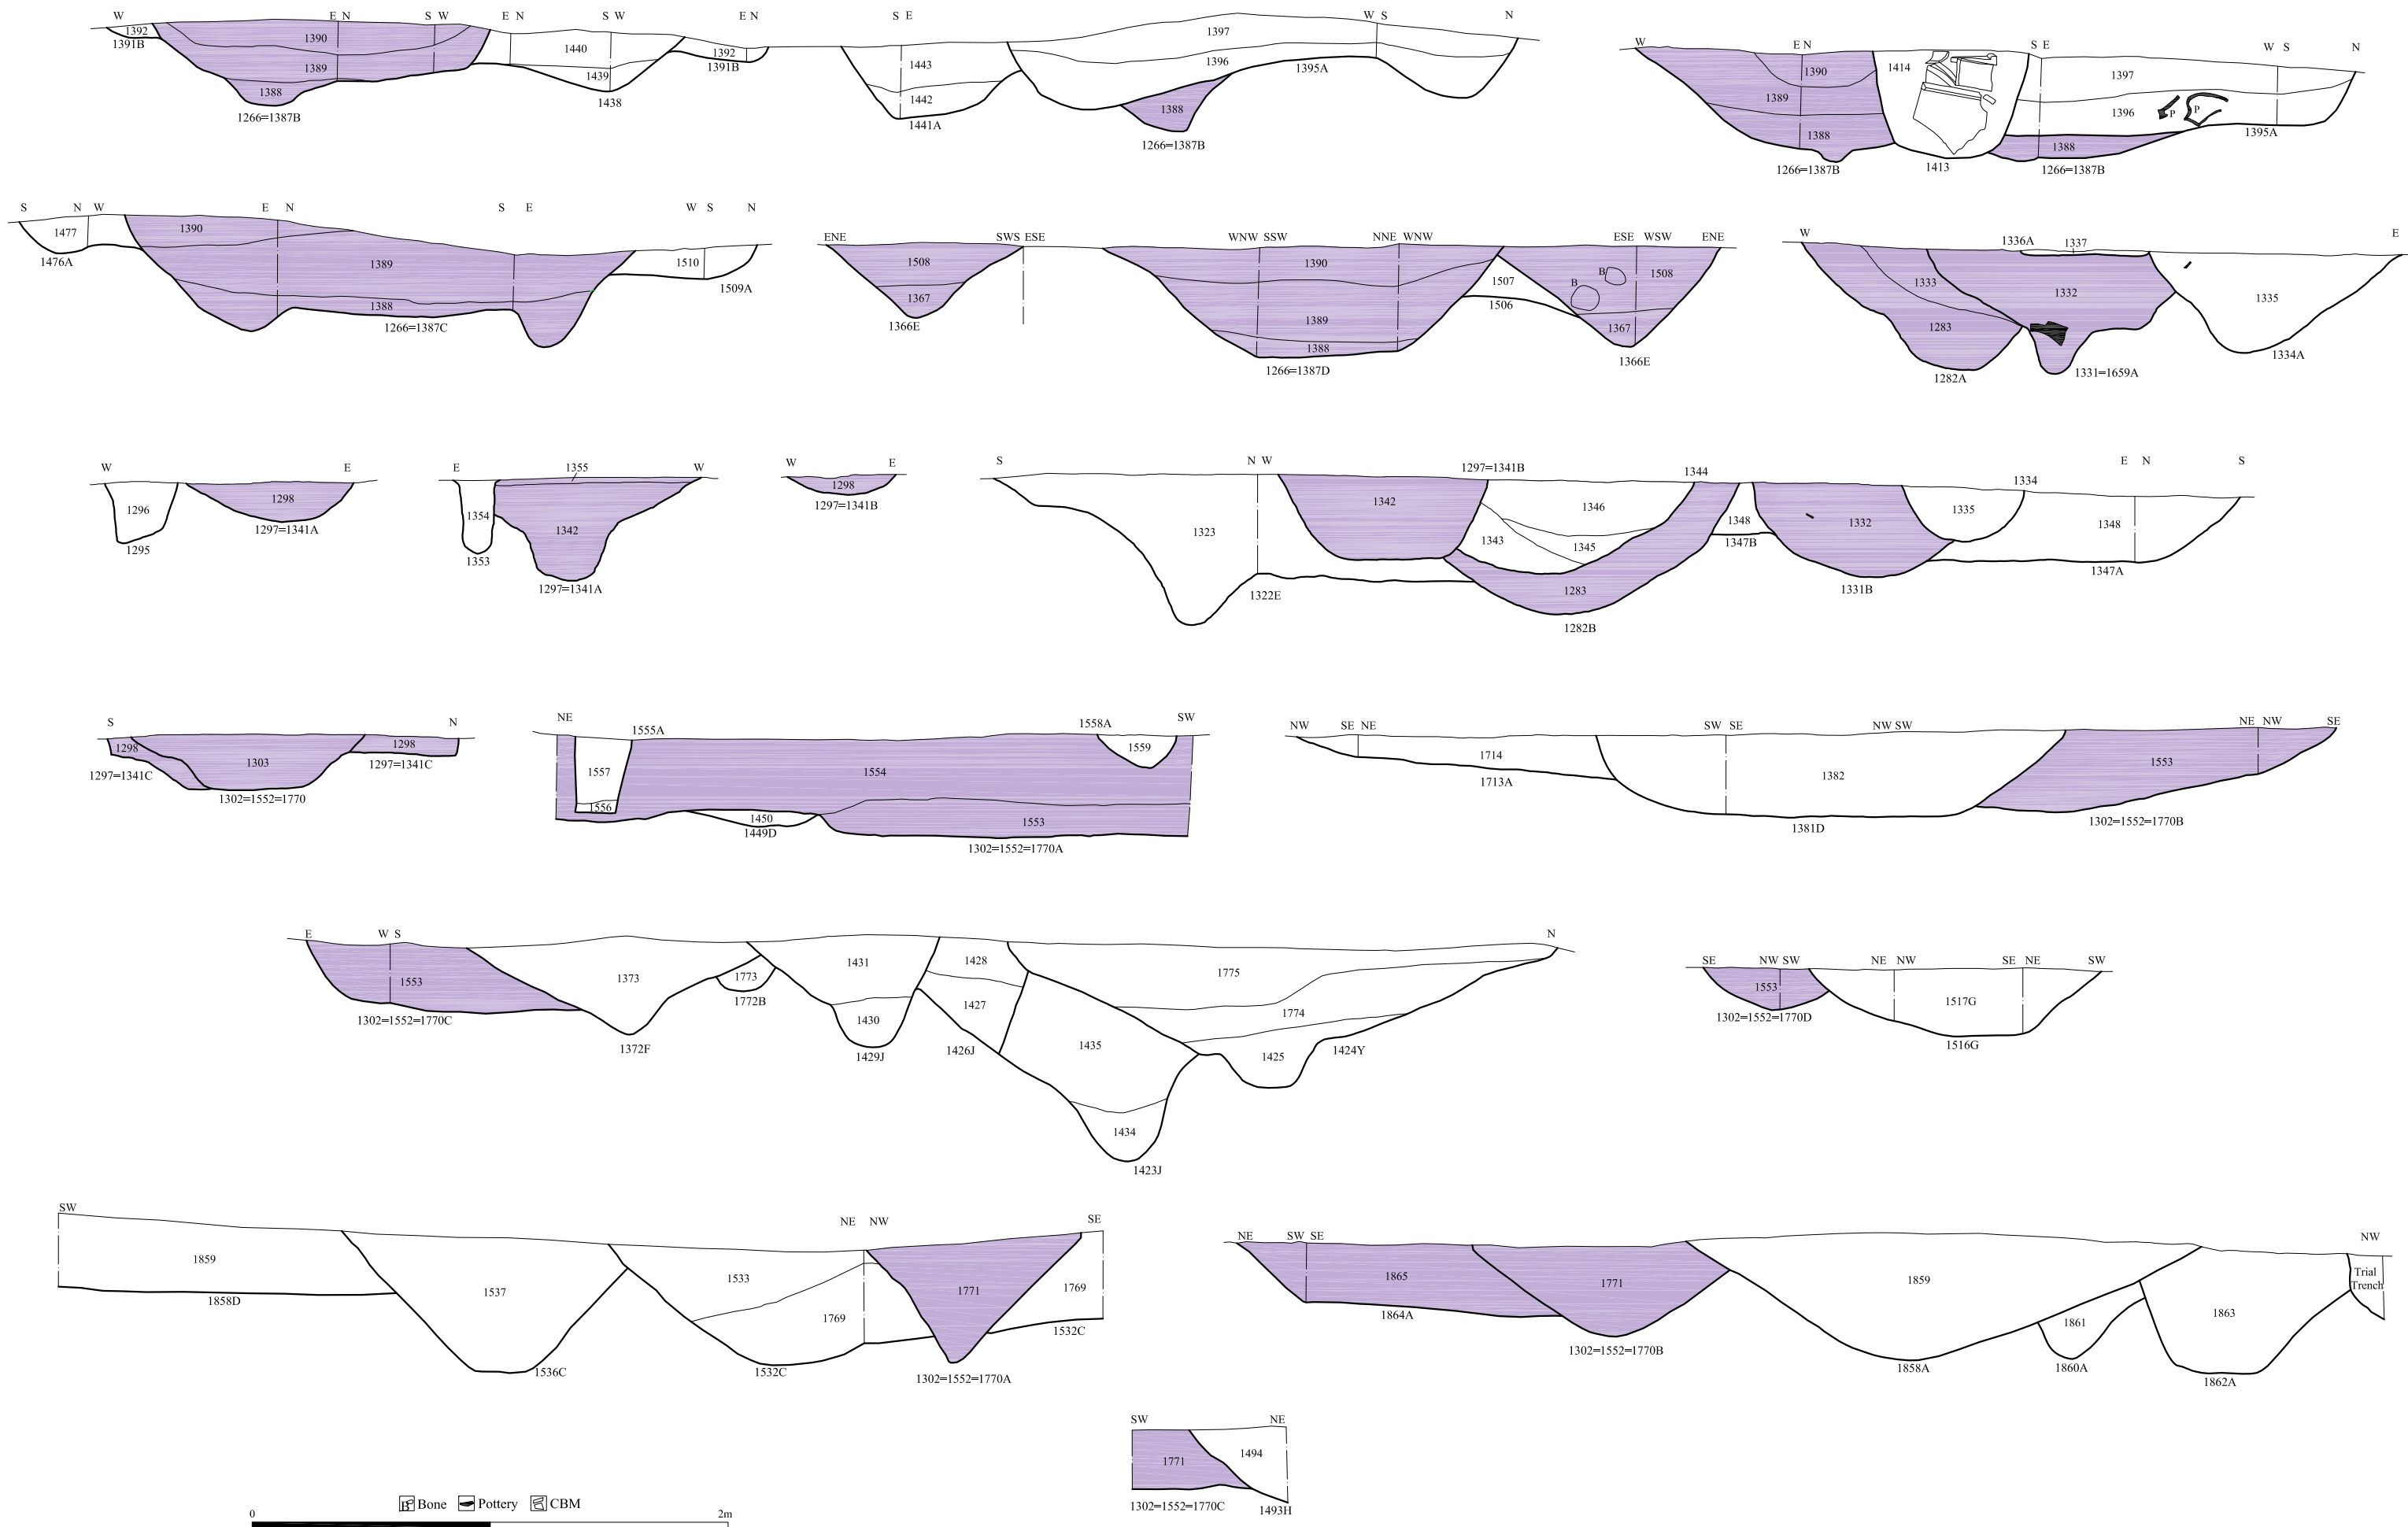 W E N S W E N S W E N S E W S N
1392 1390 1440 1392 1397
1391B 1389 1439 1391B 1443 1396 1395A
1388 1438 1442 1388
1266=1387B 1441A 1266=1387B
W E N S E W S N
1390 1414 1397
1389 1396 P P
1388 1388 1395A
1266=1387B 1413 1266=1387B
S N W E N S E W S N
1477 1390
1476A 1389 1510
1388 1509A
1266=1387C
ENE SWS ESE WNW SSW NNE WNW ESE WSW ENE
1508 1390 B B 1508
1367 1389 1507 1506
1366E 1388 1367
1266=1387D 1366E
W 1336A 1337 E
1333 1332 1335
1283
1282A 1331=1659A 1334A
W E
1296 1298
1295 1297=1341A
E 1355 W
1354 1342
1353 1297=1341A
W E
1298
1297=1341B
S N W 1297=1341B 1344 1334 E N S
1323 1342 1346 1348 1332 1335 1348
1343 1345 1347B
1322E 1283 1331B 1347A
1282B
S N
1298 1303 1298
1297=1341C 1297=1341C
1302=1552=1770
NE 1555A 1558A SW
1557 1554 1559
1556 1450 1553
1449D 1302=1552=1770A
NW SE NE SW SE NW SW NE NW SE
1714 1382 1553
1713A 1381D 1302=1552=1770B
E W S N
1553 1373 1773 1431 1428 1775
1772B 1430 1427 1774
1302=1552=1770C 1372F 1429J 1426J 1435 1425 1424Y
1434
1423J
SE NW SW NE NW SE NE SW
1553 1517G
1302=1552=1770D 1516G
SW NE NW SE
1859 1537 1533 1771 1769
1858D 1769 1532C
1536C 1532C 1302=1552=1770A
NE SW SE NW
1865 1771 1859 Trial
Trench
1864A 1861 1863
1302=1552=1770B 1858A 1860A 1862A
SW NE
1771 1494
1302=1552=1770C 1493H
B Bone Pottery CBM
0 2m